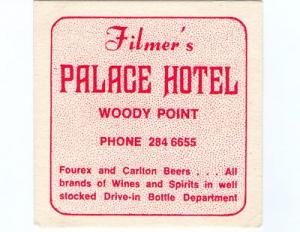 Filmer's
PALACE HOTEL
WOODY POINT
PHONE 284 6655
Fourex and Carlton Beers . . . All
brands of Wines and Spirits in well
stocked Drive-in Bottle Department